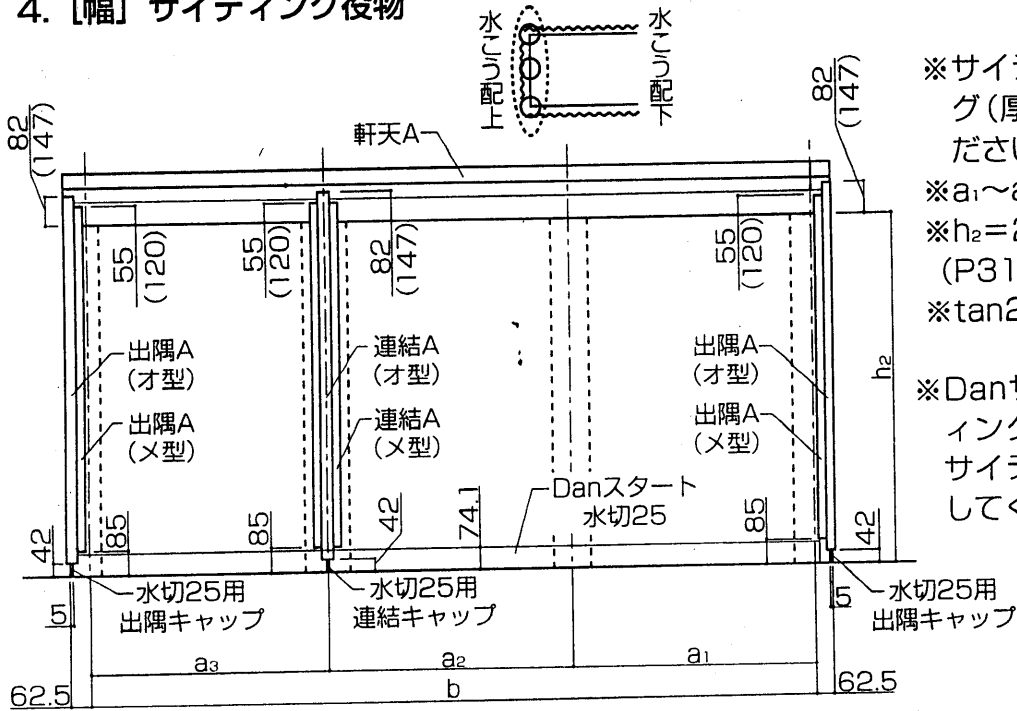 4. [幅] サイディング役物
水こう配上
水こう配下
82
(147)
82
(147)
軒天A
※サイデ
グ(厚
ださい
※a₁〜a
※h₂=2
(P31
※tan2
※Danサ
ィング
サイデ
してく
55
(120)
55
(120)
82
(147)
55
(120)
出隅A
(オ型)
出隅A
(メ型)
連結A
(オ型)
連結A
(メ型)
出隅A
(オ型)
出隅A
(メ型)
h₂
Danスタート
水切25
42
85
85
42
74.1
85
42
水切25用
出隅キャップ
水切25用
連結キャップ
水切25用
出隅キャップ
5
5
a₃
a₂
a₁
62.5
b
62.5